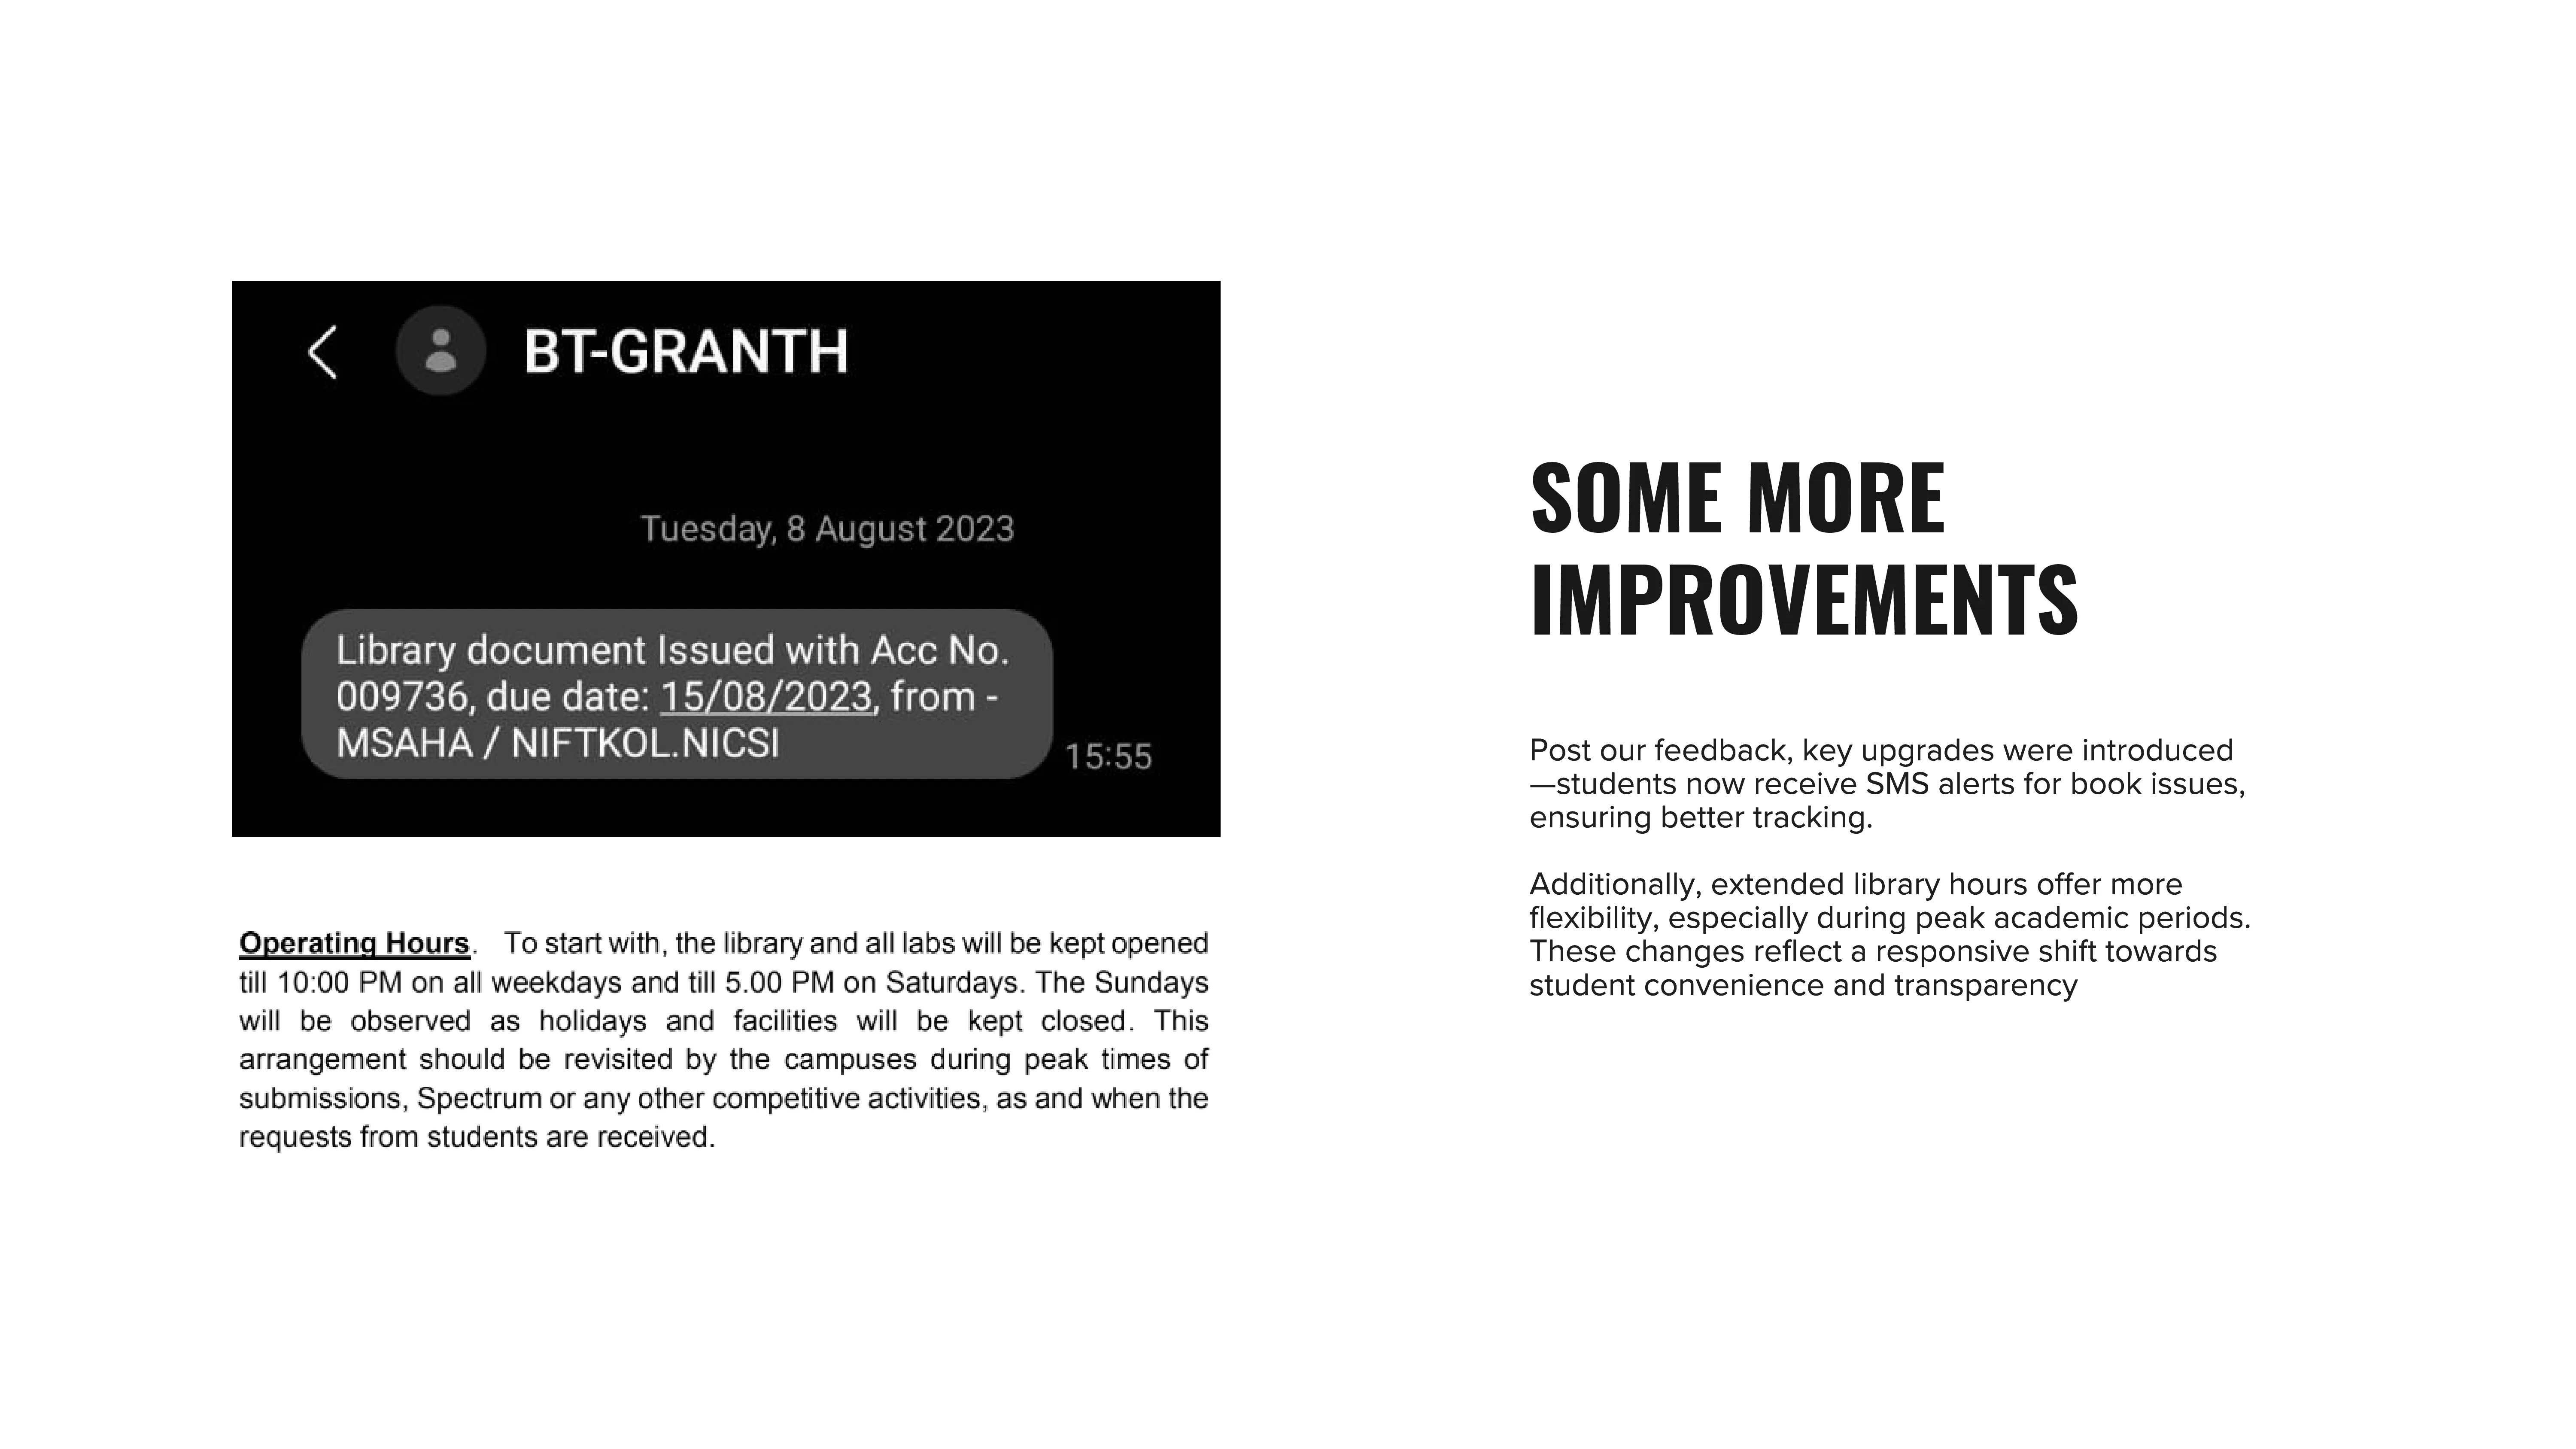 BT-GRANTH
Tuesday, 8 August 2023
Library document Issued with Acc No.
009736, due date: 15/08/2023, from -
MSAHA / NIFTKOL.NICSI
15:55
Operating Hours. To start with, the library and all labs will be kept opened
till 10:00 PM on all weekdays and till 5.00 PM on Saturdays. The Sundays
will be observed as holidays and facilities will be kept closed. This
arrangement should be revisited by the campuses during peak times of
submissions, Spectrum or any other competitive activities, as and when the
requests from students are received.
SOME MORE
IMPROVEMENTS
Post our feedback, key upgrades were introduced
—students now receive SMS alerts for book issues,
ensuring better tracking.
Additionally, extended library hours offer more
flexibility, especially during peak academic periods.
These changes reflect a responsive shift towards
student convenience and transparency